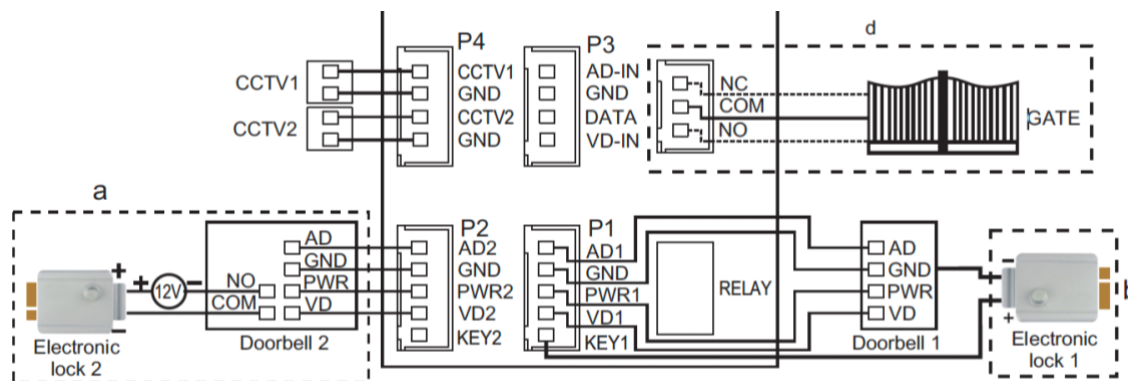 P4
P3
d
CCTV1
CCTV1
AD-IN
NC
GND
GND
COM
CCTV2
CCTV2
DATA
NO
GATE
GND
VD-IN
a
P2
P1
AD
AD2
AD1
AD
GND
GND
GND
GND
+
12V
−
NO
PWR
PWR2
PWR1
RELAY
PWR
COM
VD
VD2
VD1
VD
b
Electronic
lock 2
Doorbell 2
KEY2
KEY1
Doorbell 1
Electronic
lock 1
+
−
−
+